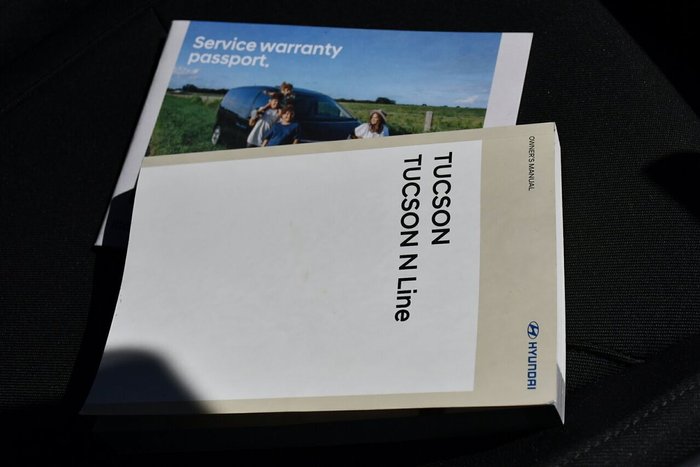 Service warranty
passport.
OWNER'S MANUAL
TUCSON
TUCSON N Line
HYUNDAI